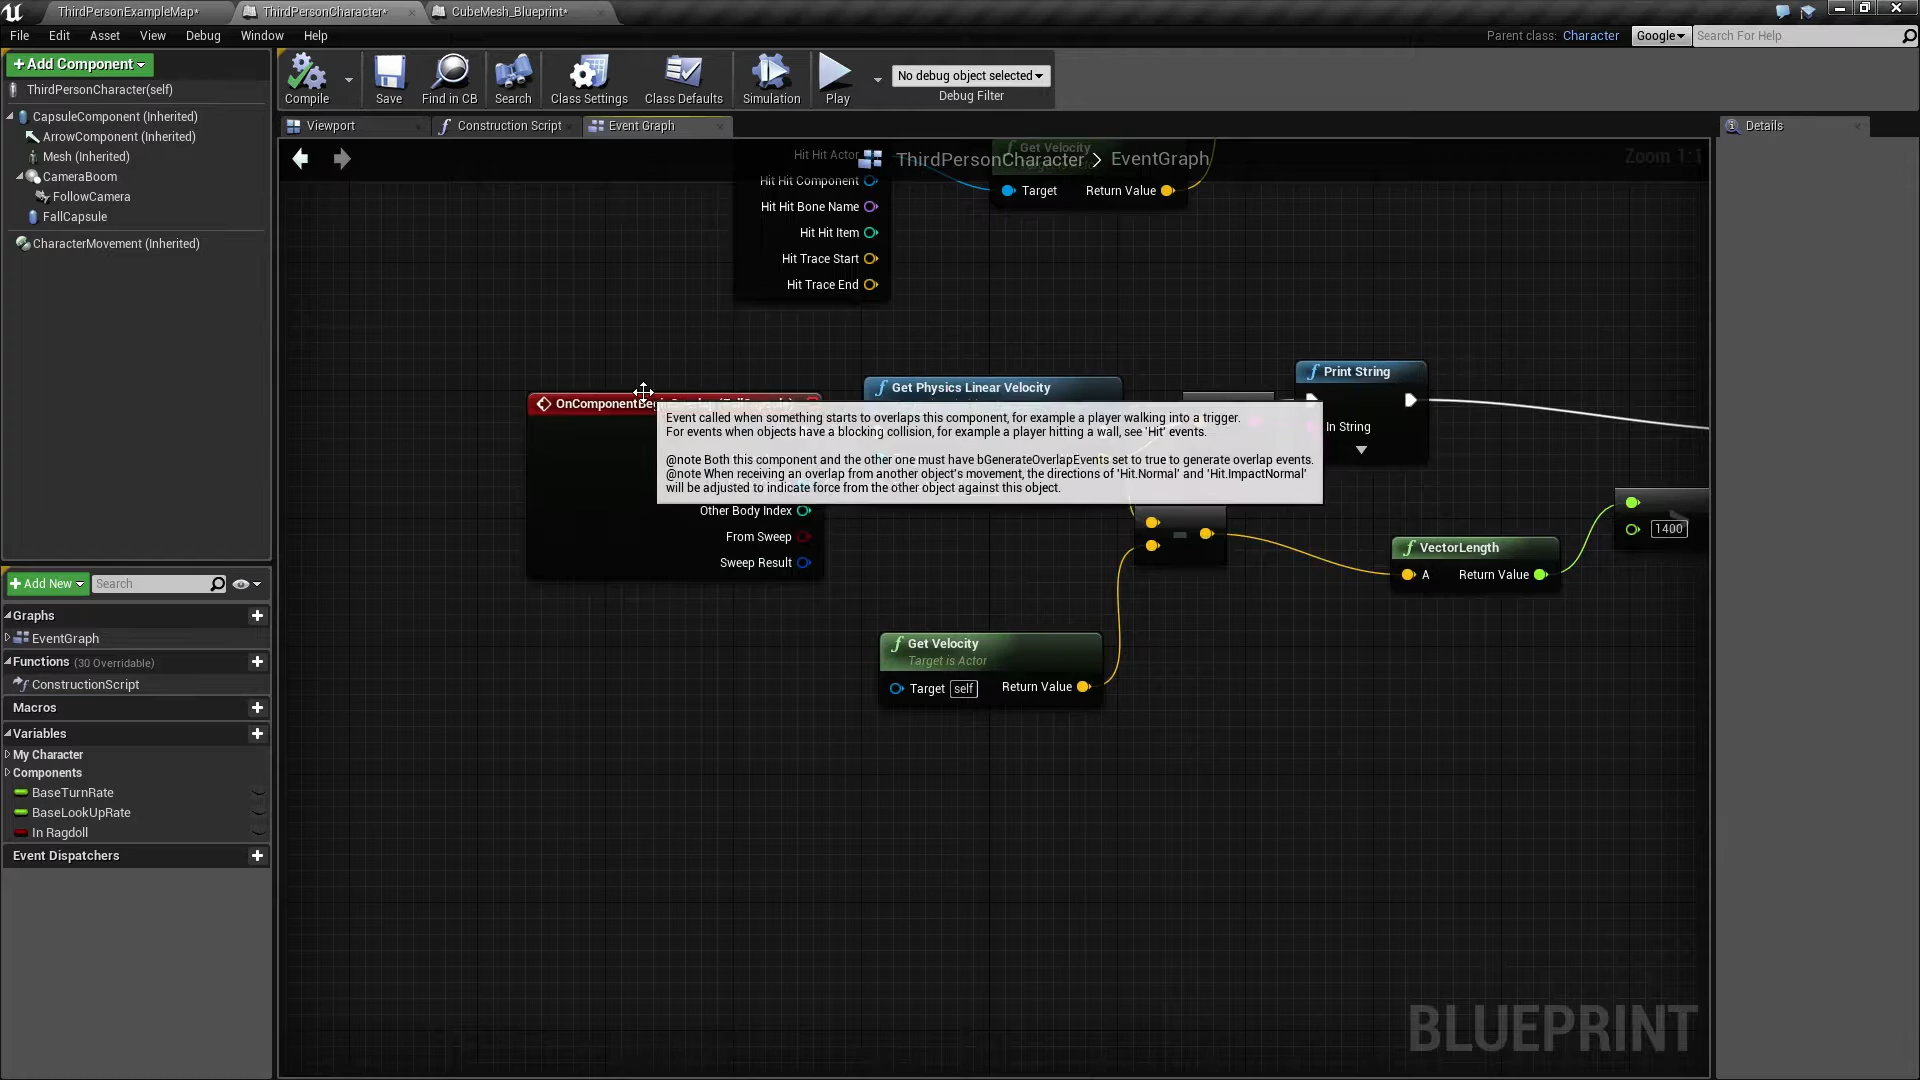 ThirdPersonExampleMap*
ThirdPersonCharacter*
CubeMesh_Blueprint*
File Edit Asset View Debug Window Help
Parent class: Character
Google
Search For Help
+Add Component
ThirdPersonCharacter(self)
CapsuleComponent (Inherited)
ArrowComponent (Inherited)
Mesh (Inherited)
CameraBoom
FollowCamera
FallCapsule
CharacterMovement (Inherited)
Compile
Save
Find in CB
Search
Class Settings
Class Defaults
Simulation
Play
No debug object selected
Debug Filter
Viewport
Construction Script
Event Graph
Details
ThirdPersonCharacter > EventGraph
Zoom 1:1
Hit Hit Actor
Hit Hit Component
Hit Hit Bone Name
Hit Hit Item
Hit Trace Start
Hit Trace End
Get Velocity
Target Return Value
Get Physics Linear Velocity
Print String
In String
Event called when something starts to overlaps this component, for example a player walking into a trigger.
For events when objects have a blocking collision, for example a player hitting a wall, see 'Hit' events.
@note Both this component and the other one must have bGenerateOverlapEvents set to true to generate overlap events.
@note When receiving an overlap from another object's movement, the directions of 'Hit.Normal' and 'Hit.ImpactNormal'
will be adjusted to indicate force from the other object against this object.
Other Body Index
From Sweep
Sweep Result
VectorLength
A Return Value
1400
Get Velocity
Target is Actor
Target self Return Value
+Add New
Search
Graphs
EventGraph
Functions (30 Overridable)
ConstructionScript
Macros
Variables
My Character
Components
BaseTurnRate
BaseLookUpRate
In Ragdoll
Event Dispatchers
BLUEPRINT